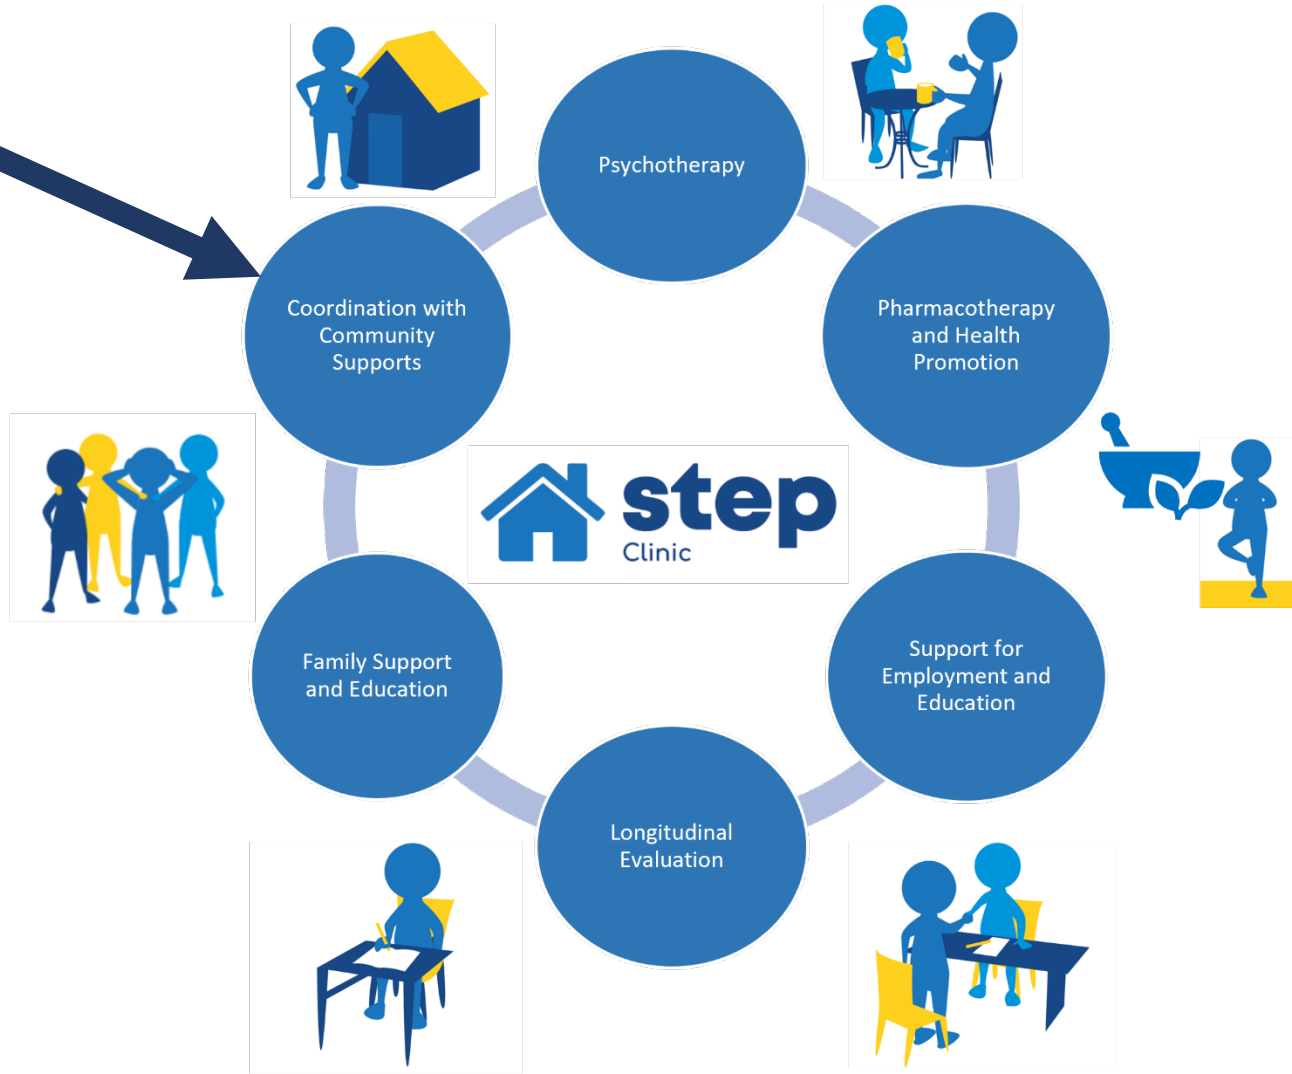 Psychotherapy
Pharmacotherapy
and Health
Promotion
Support for
Employment and
Education
Longitudinal
Evaluation
Family Support
and Education
Coordination with
Community
Supports
step
Clinic